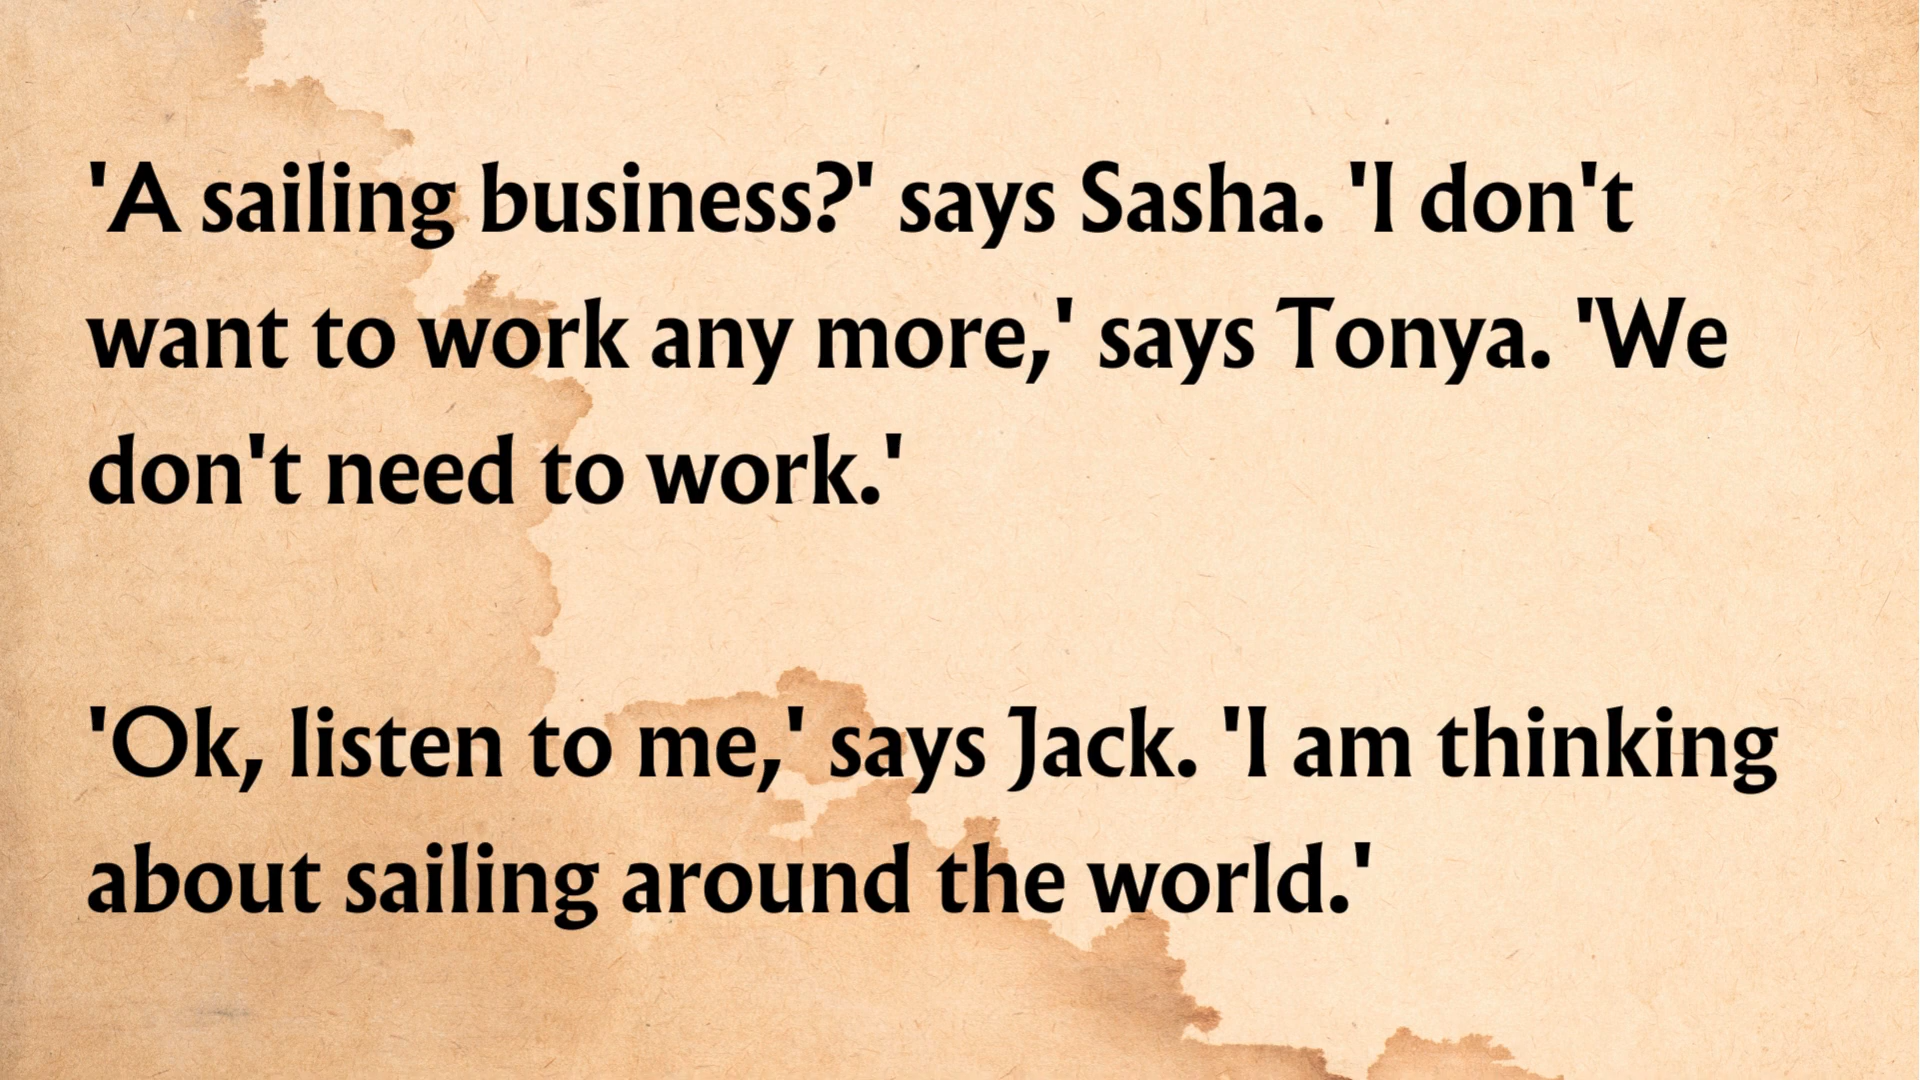 'A sailing business?' says Sasha. 'I don't
want to work any more,' says Tonya. 'We
don't need to work.'
'Ok, listen to me,' says Jack. 'I am thinking
about sailing around the world.'